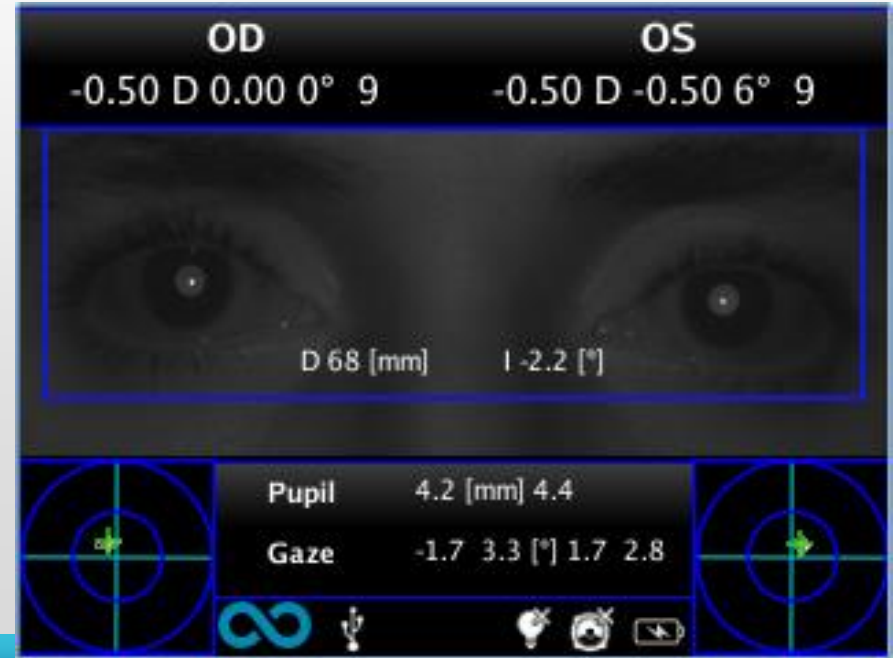 OD OS
-0.50 D 0.00 0° 9 -0.50 D -0.50 6° 9
D 68 [mm] I -2.2 [°]
Pupil 4.2 [mm] 4.4
Gaze -1.7 3.3 [°] 1.7 2.8